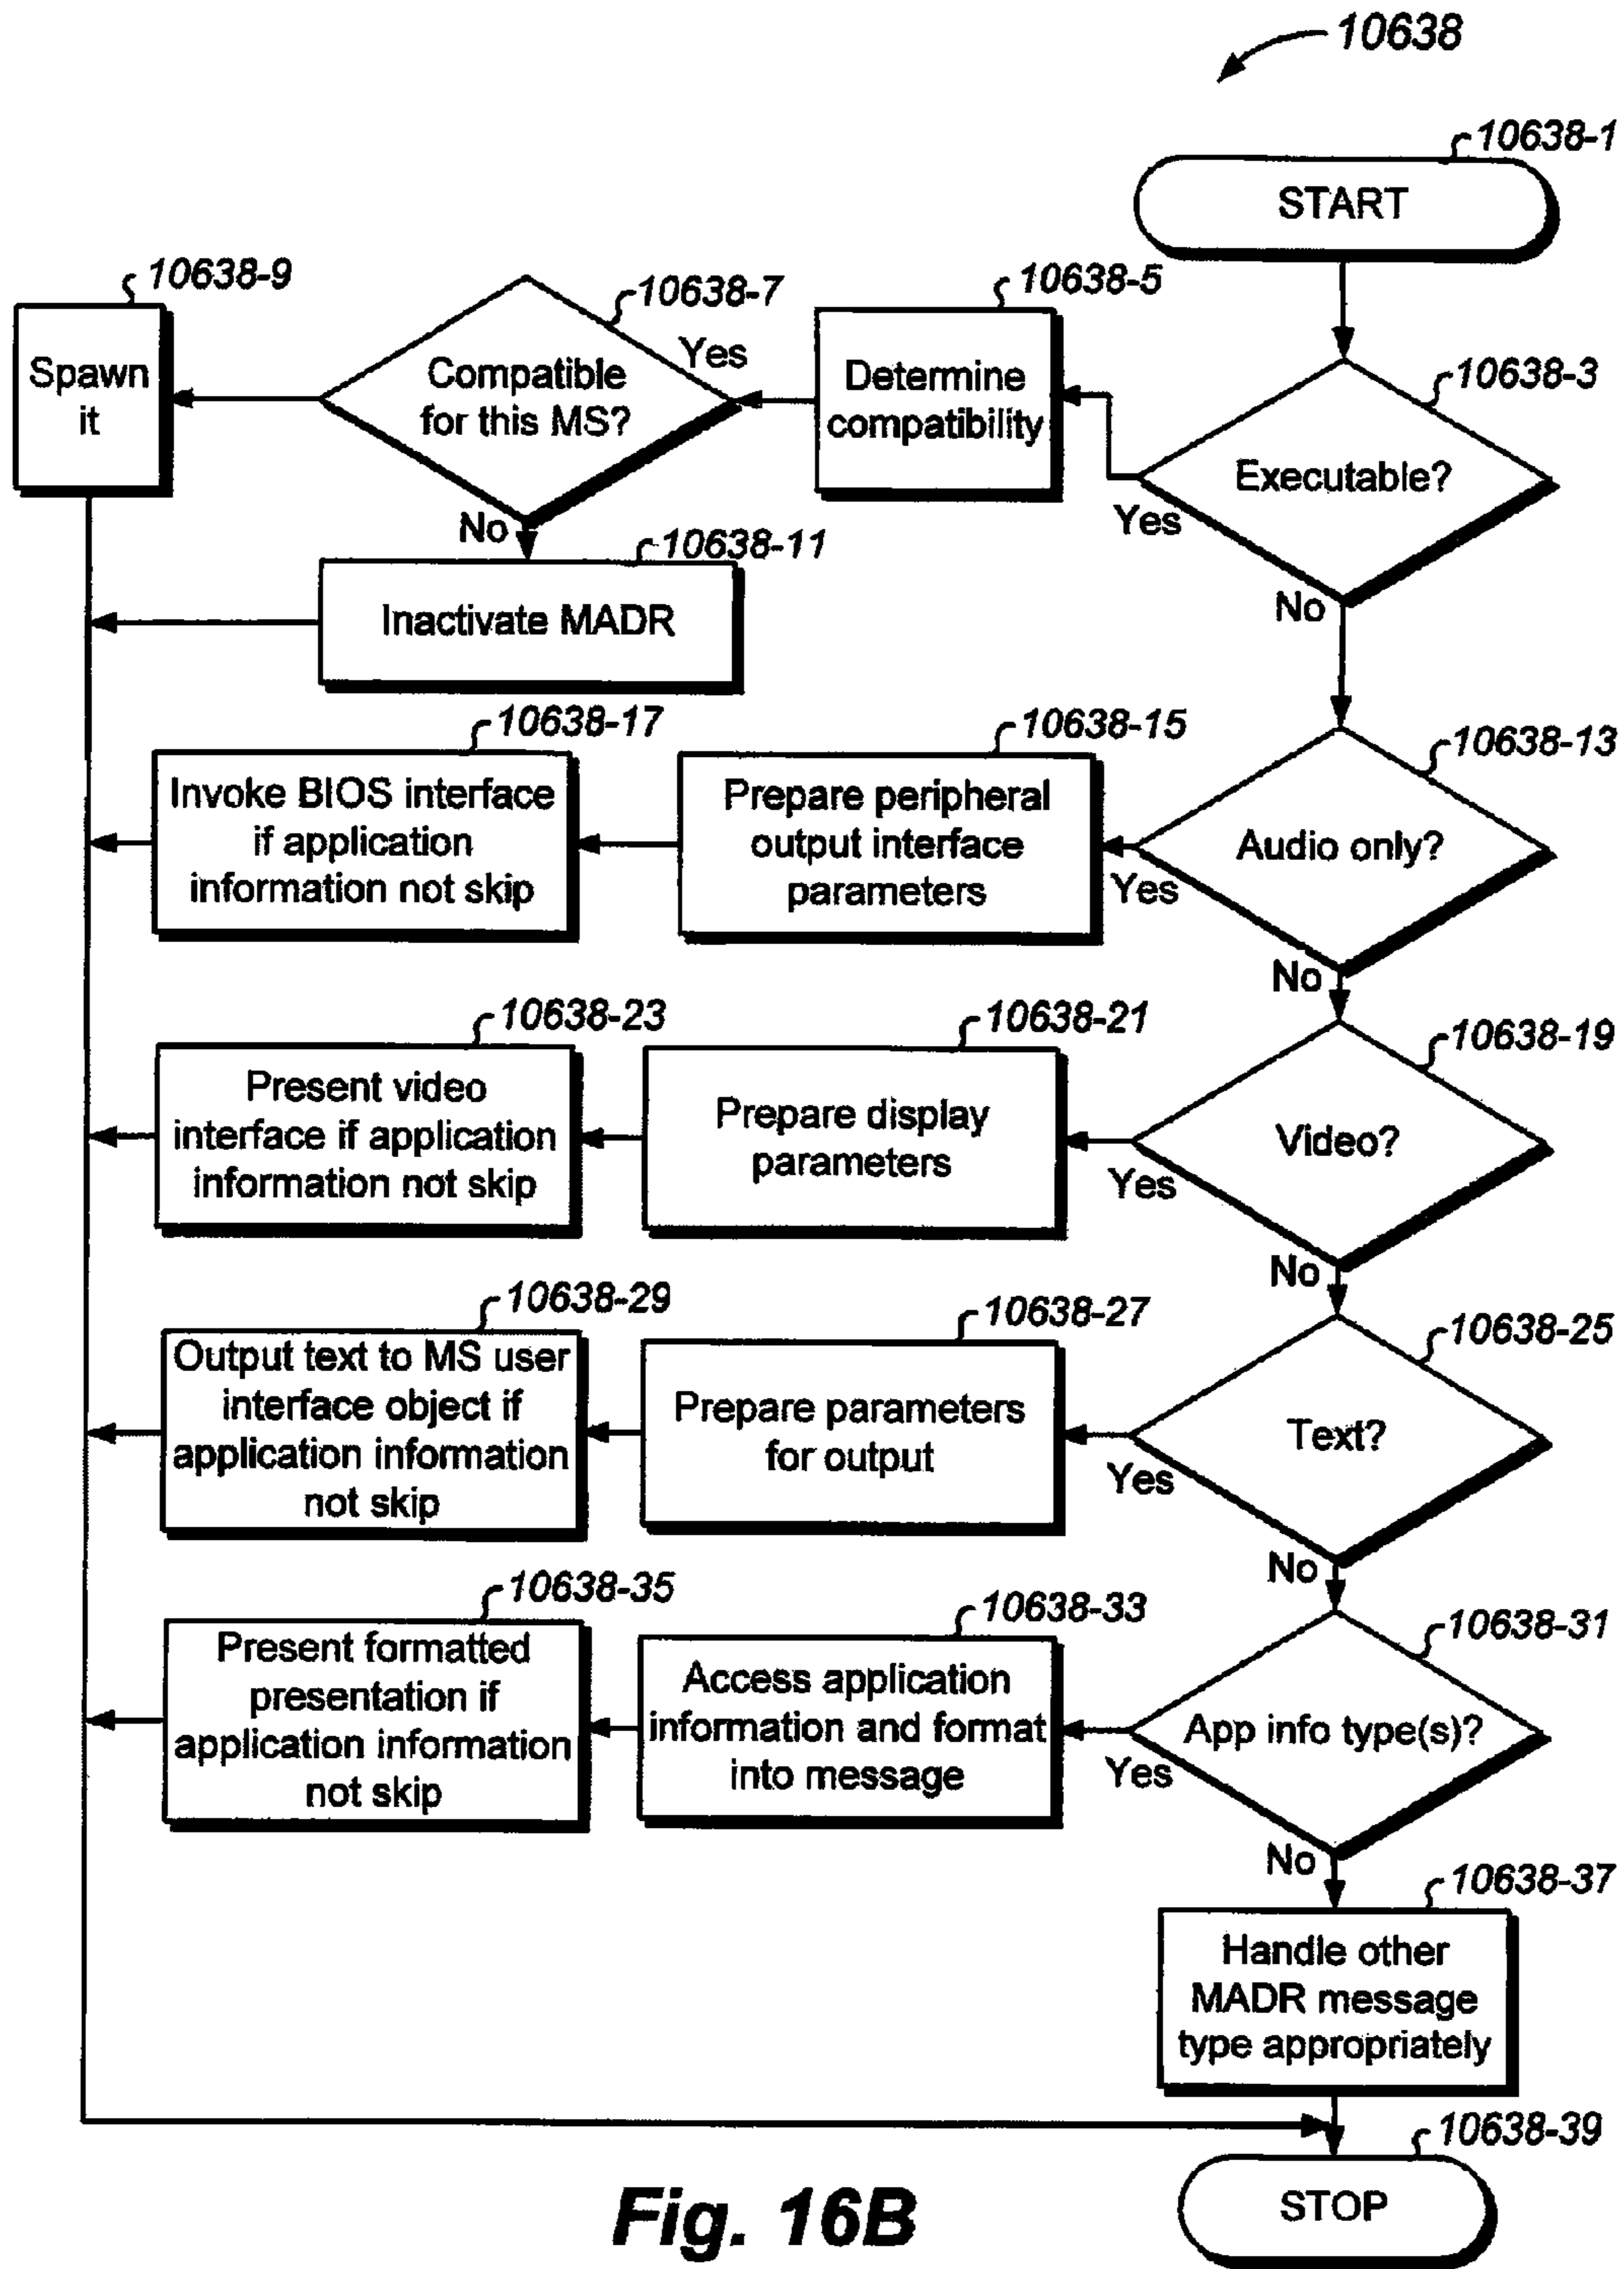 10638
10638-1
START
10638-9
10638-7
10638-5
10638-3
Spawn
it
Compatible
for this MS?
Yes
Determine
compatibility
Executable?
Yes
No
10638-11
Inactivate MADR
No
10638-17
10638-15
10638-13
Invoke BIOS interface
if application
information not skip
Prepare peripheral
output interface
parameters
Audio only?
Yes
No
10638-23
10638-21
10638-19
Present video
interface if application
information not skip
Prepare display
parameters
Video?
Yes
No
10638-29
10638-27
10638-25
Output text to MS user
interface object if
application information
not skip
Prepare parameters
for output
Text?
Yes
No
10638-35
10638-33
10638-31
Present formatted
presentation if
application information
not skip
Access application
information and format
into message
App info type(s)?
Yes
No
10638-37
Handle other
MADR message
type appropriately
10638-39
STOP
Fig. 16B